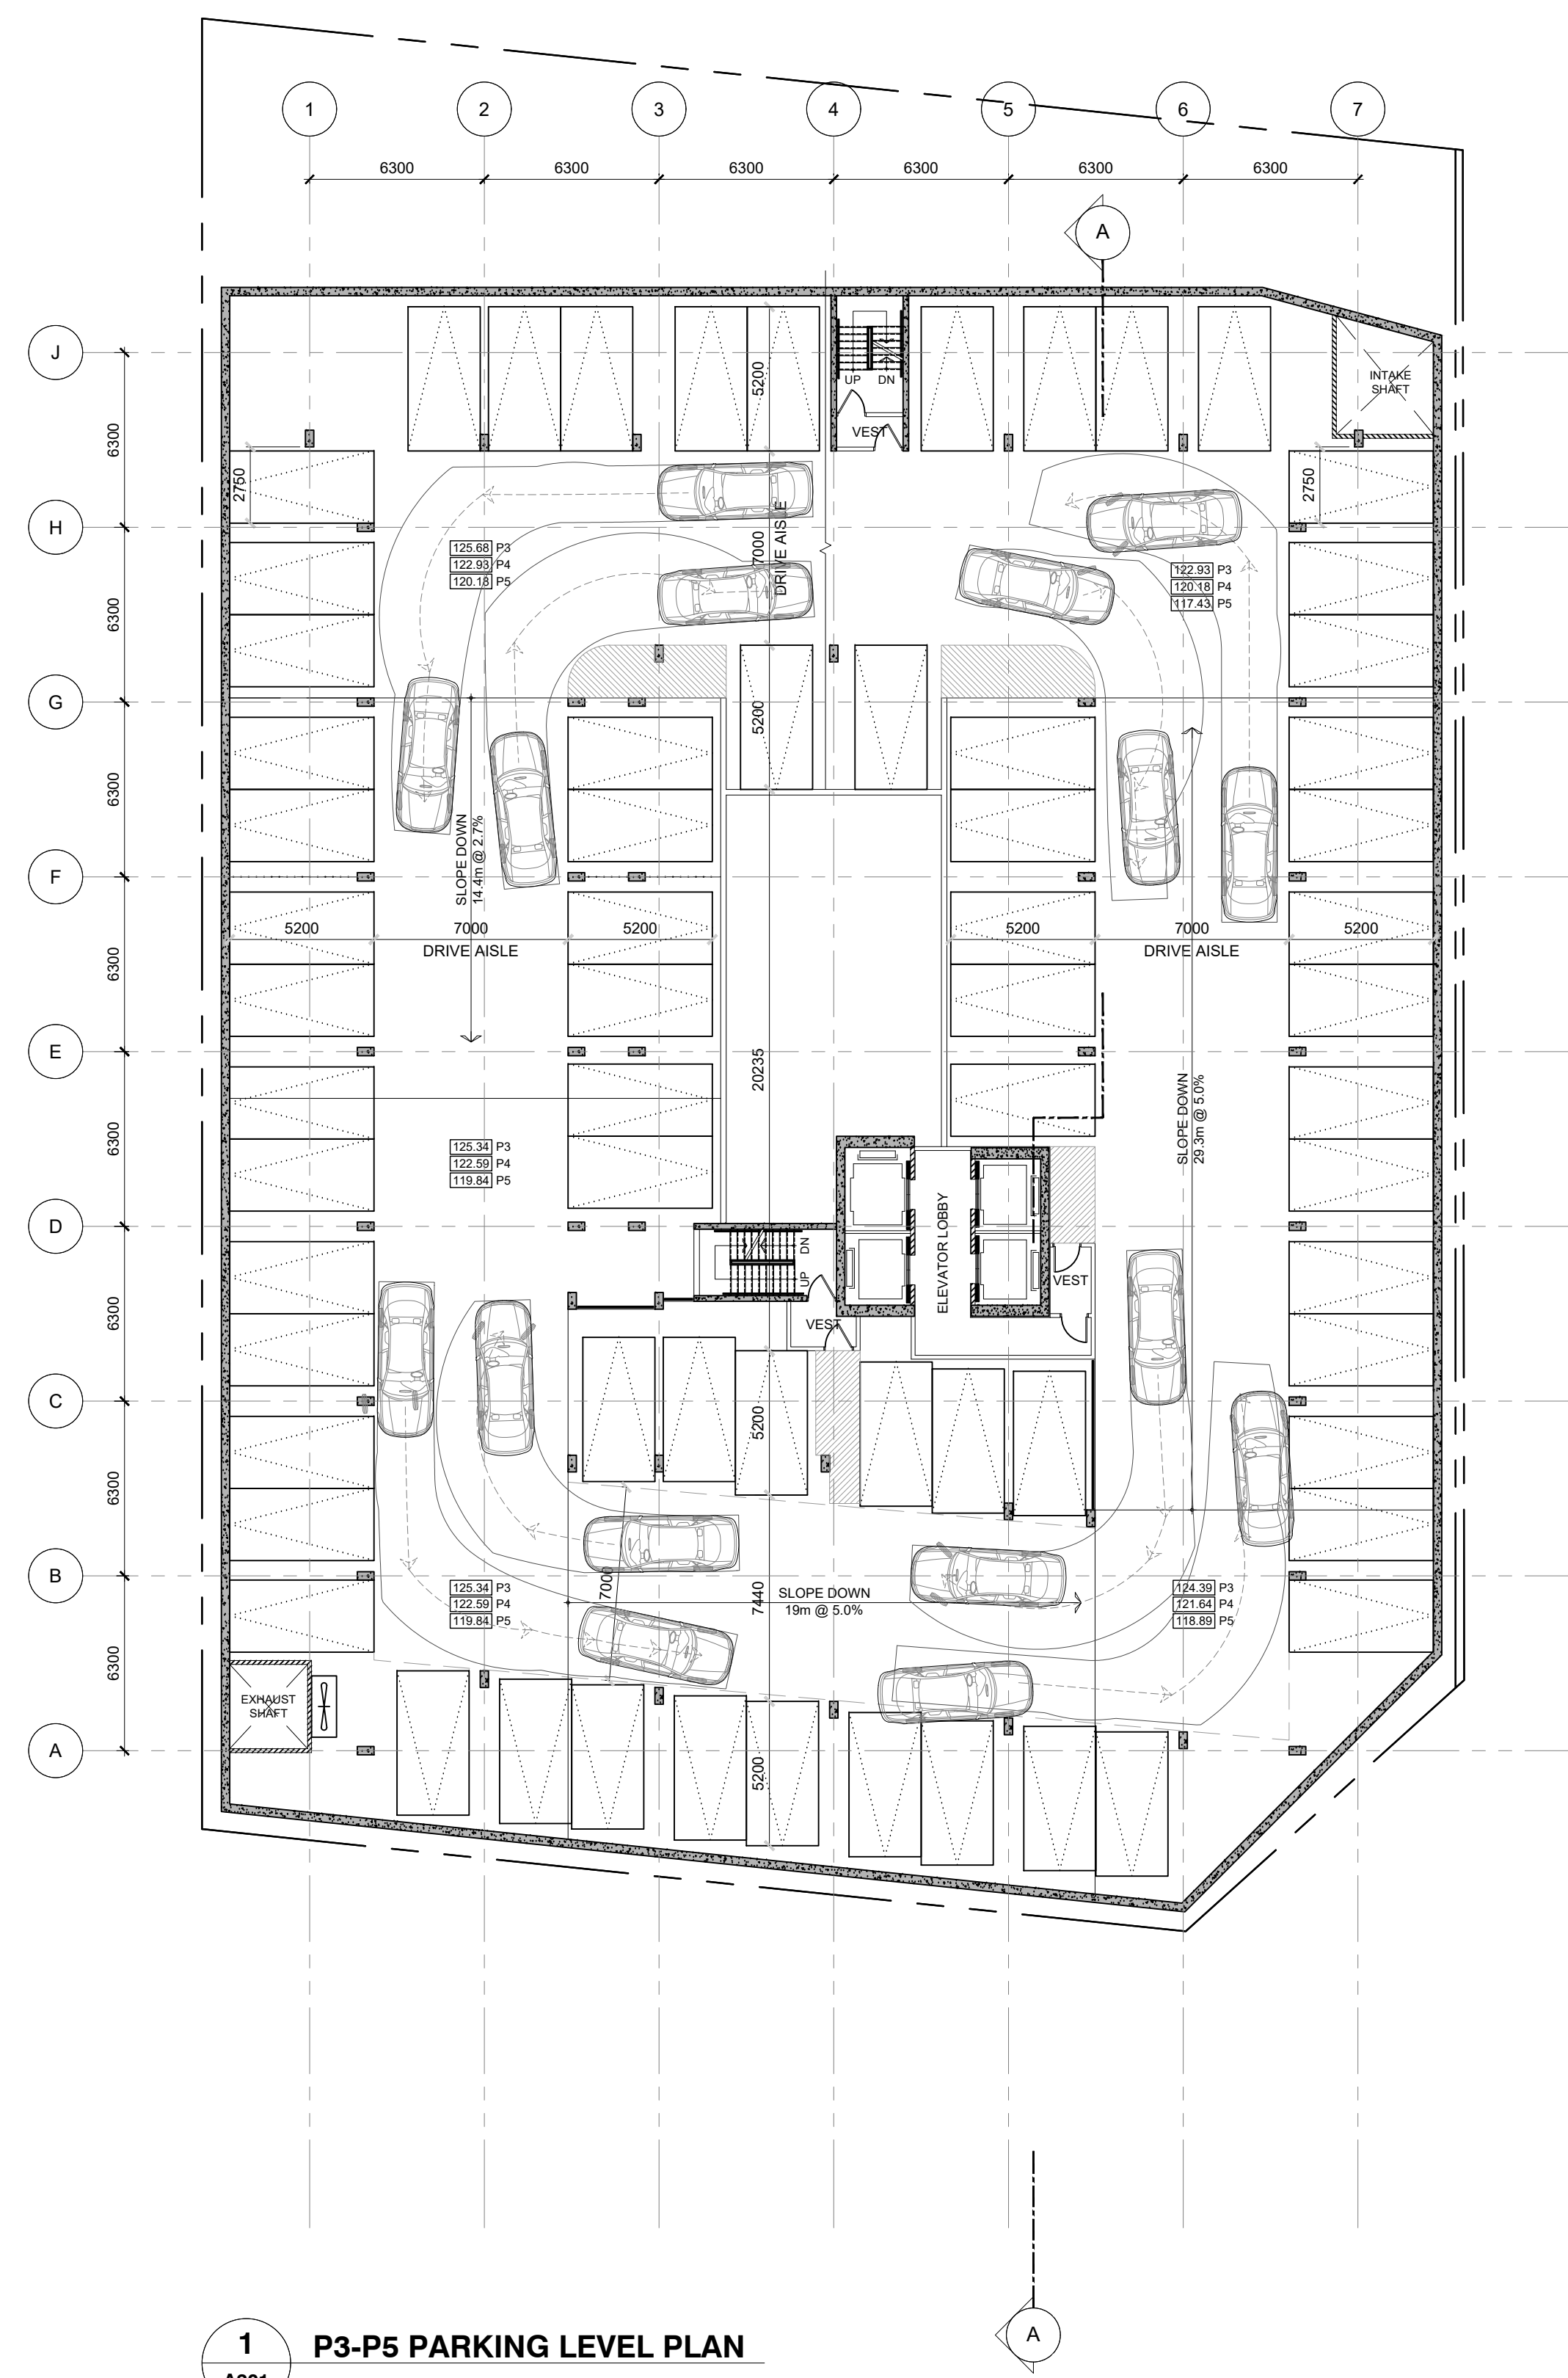 1 2 3 4 5 6 7
6300 6300 6300 6300 6300 6300
A
J
H
G
F
E
D
C
B
A
6300
6300
6300
6300
6300
6300
6300
6300
UP DN
VEST
INTAKE
SHAFT
5200
2750
2750
7000
DRIVE AISLE
125.68 P3
122.93 P4
120.18 P5
122.93 P3
120.18 P4
117.43 P5
5200
SLOPE DOWN
14.4m @ 2.7%
5200 7000 5200
DRIVE AISLE
5200 7000 5200
DRIVE AISLE
20235
SLOPE DOWN
29.3m @ 5.0%
125.34 P3
122.59 P4
119.84 P5
ELEVATOR LOBBY
DN
UP
VEST
VEST
5200
7000
7440
SLOPE DOWN
19m @ 5.0%
125.34 P3
122.59 P4
119.84 P5
124.39 P3
121.64 P4
118.89 P5
EXHAUST
SHAFT
5200
A
1
P3-P5 PARKING LEVEL PLAN